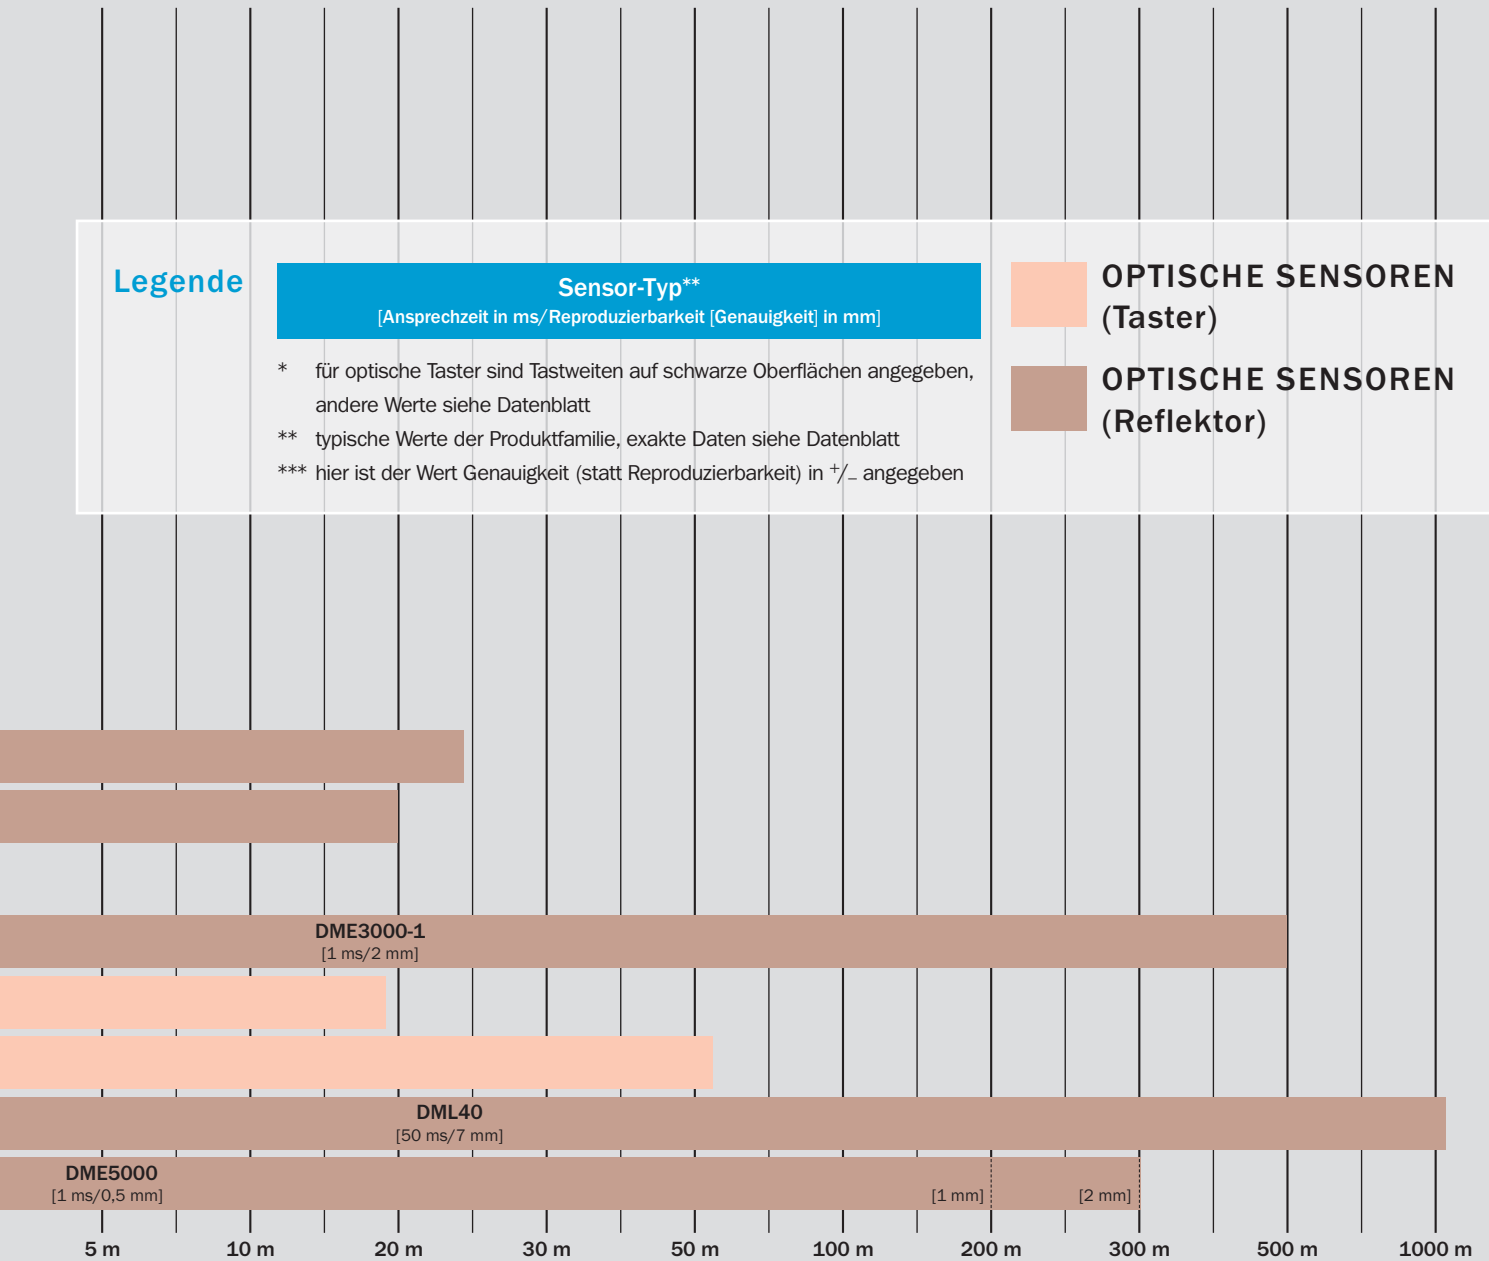 Legende
Sensor-Typ**
[Ansprechzeit in ms/Reproduzierbarkeit [Genauigkeit] in mm]
* für optische Taster sind Tastweiten auf schwarze Oberflächen angegeben,
andere Werte siehe Datenblatt
** typische Werte der Produktfamilie, exakte Daten siehe Datenblatt
*** hier ist der Wert Genauigkeit (statt Reproduzierbarkeit) in +/– angegeben
OPTISCHE SENSOREN
(Taster)
OPTISCHE SENSOREN
(Reflektor)
DME3000-1
[1 ms/2 mm]
DML40
[50 ms/7 mm]
DME5000
[1 ms/0,5 mm] [1 mm] [2 mm]
5 m 10 m 20 m 30 m 50 m 100 m 200 m 300 m 500 m 1000 m